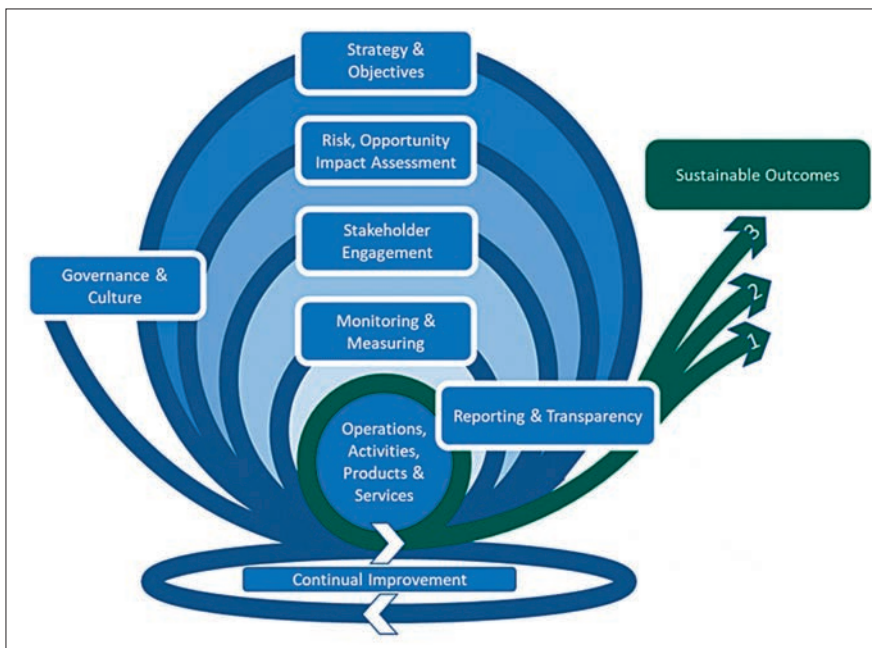 Strategy &
Objectives
Risk, Opportunity
Impact Assessment
Sustainable Outcomes
Stakeholder
Engagement
3
Governance &
Culture
2
Monitoring &
Measuring
1
Reporting & Transparency
Operations,
Activities,
Products &
Services
Continual Improvement